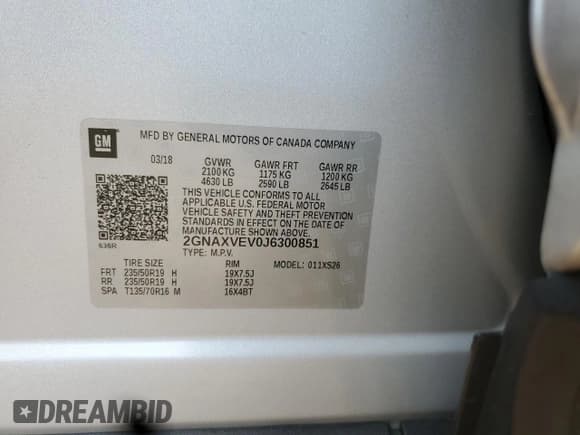 GM
MFD BY GENERAL MOTORS OF CANADA COMPANY
03/18 GVWR GAWR FRT GAWR RR
2100 KG 1175 KG 1200 KG
4630 LB 2590 LB 2645 LB
THIS VEHICLE CONFORMS TO ALL
APPLICABLE U.S. FEDERAL MOTOR
VEHICLE SAFETY AND THEFT PREVENTION
STANDARDS IN EFFECT ON THE DATE OF
MANUFACTURE SHOWN ABOVE.
2GNAXVEV0J6300851
636R TYPE: M.P.V.
TIRE SIZE RIM MODEL: 011XS26
FRT 235/50R19 H 19X7.5J
RR 235/50R19 H 19X7.5J
SPA T135/70R16 M 16X4BT
DREAMBID